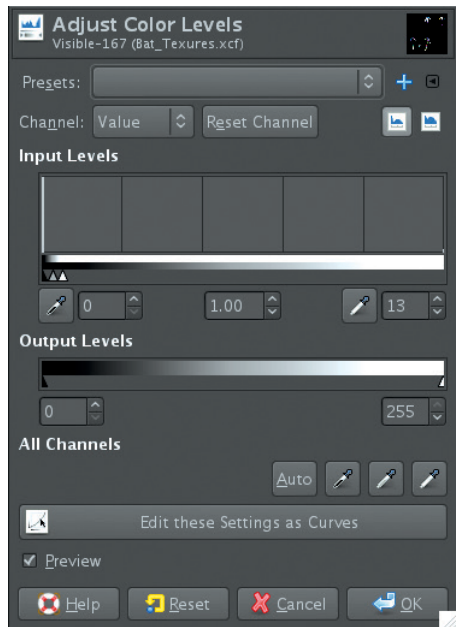 Adjust Color Levels
Visible-167 (Bat_Texures.xcf)
Presets:
Channel: Value Reset Channel
Input Levels
0 1.00 13
Output Levels
0 255
All Channels
Auto
Edit these Settings as Curves
Preview
Help Reset Cancel OK